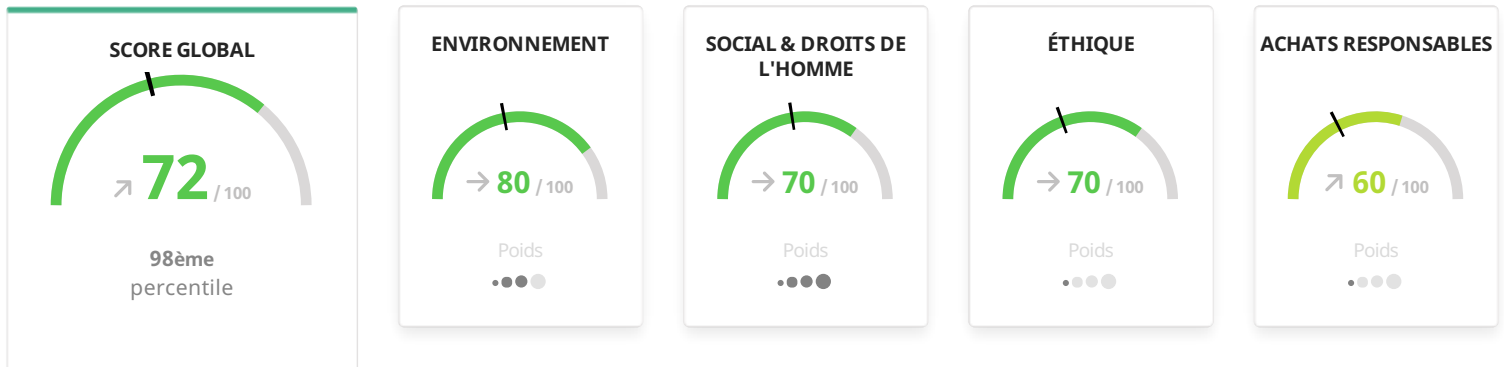 SCORE GLOBAL
72 / 100
98ème
percentile
ENVIRONNEMENT
80 / 100
Poids
SOCIAL & DROITS DE
L'HOMME
70 / 100
Poids
ÉTHIQUE
70 / 100
Poids
ACHATS RESPONSABLES
60 / 100
Poids